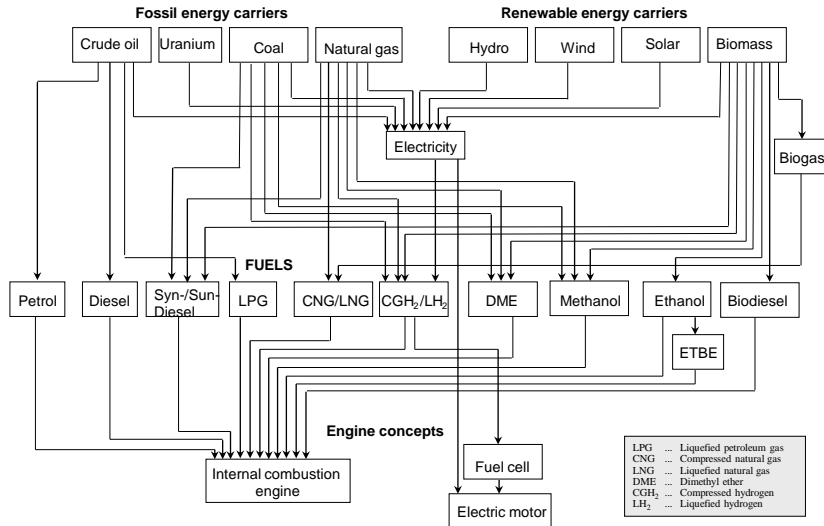 Fossil energy carriers
Renewable energy carriers
Crude oil
Uranium
Coal
Natural gas
Hydro
Wind
Solar
Biomass
Electricity
Biogas
FUELS
Petrol
Diesel
Syn-/Sun-
Diesel
LPG
CNG/LNG
CGH₂/LH₂
DME
Methanol
Ethanol
Biodiesel
ETBE
Engine concepts
Internal combustion
engine
Fuel cell
Electric motor
LPG ... Liquefied petroleum gas
CNG ... Compressed natural gas
LNG ... Liquefied natural gas
DME ... Dimethyl ether
CGH₂ ... Compressed hydrogen
LH₂ ... Liquefied hydrogen